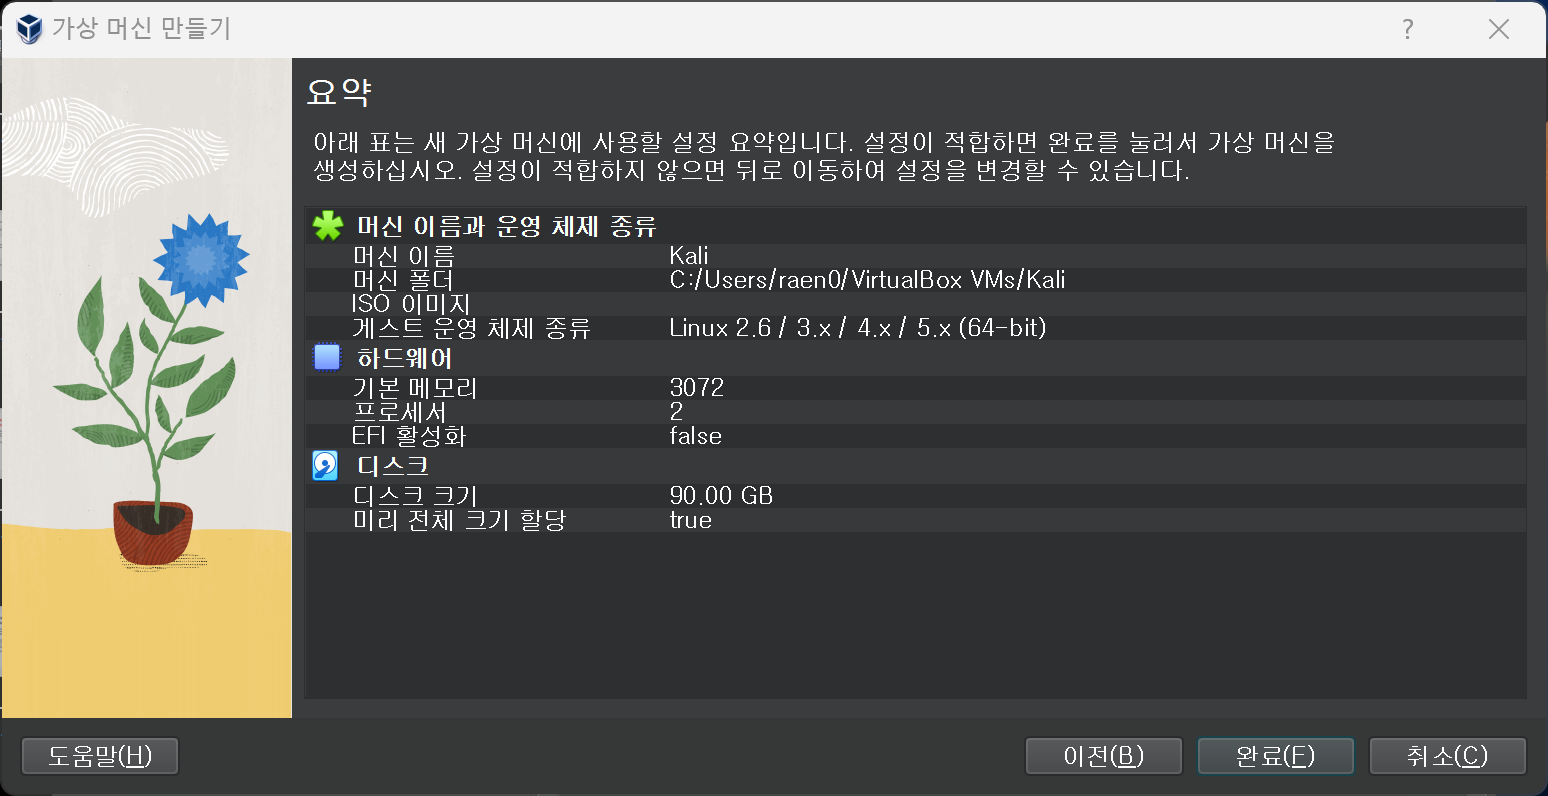 가상 머신 만들기
?
요약
아래 표는 새 가상 머신에 사용할 설정 요약입니다. 설정이 적합하면 완료를 눌러서 가상 머신을
생성하십시오. 설정이 적합하지 않으면 뒤로 이동하여 설정을 변경할 수 있습니다.
머신 이름과 운영 체제 종류
머신 이름 Kali
머신 폴더 C:/Users/raen0/VirtualBox VMs/Kali
ISO 이미지
게스트 운영 체제 종류 Linux 2.6 / 3.x / 4.x / 5.x (64-bit)
하드웨어
기본 메모리 3072
프로세서 2
EFI 활성화 false
디스크
디스크 크기 90.00 GB
미리 전체 크기 할당 true
도움말(H) 이전(B) 완료(F) 취소(C)